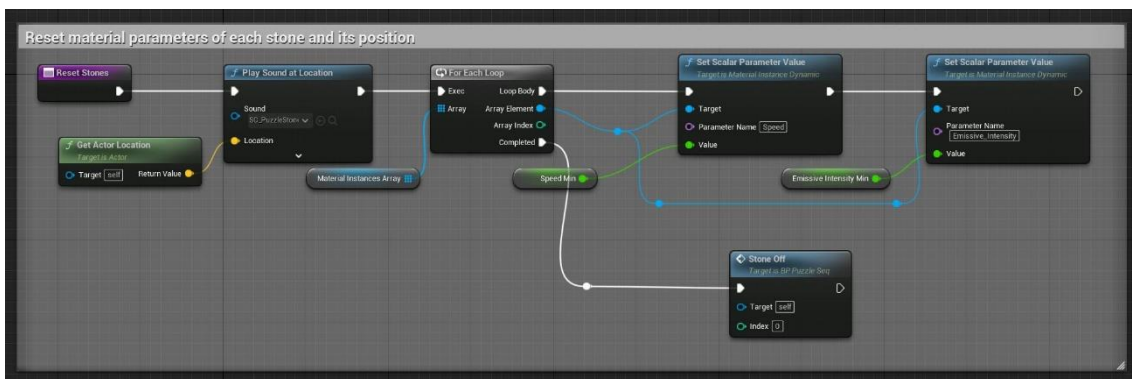 Reset material parameters of each stone and its position
Reset Stones
Play Sound at Location
Sound
SC_PuzzleStone
Location
Get Actor Location
Target is Actor
Target self
Return Value
For Each Loop
Exec
Loop Body
Array
Array Element
Array Index
Completed
Material Instances Array
Speed Min
Set Scalar Parameter Value
Target is Material Instance Dynamic
Target
Parameter Name Speed
Value
Emissive Intensity Min
Set Scalar Parameter Value
Target is Material Instance Dynamic
Target
Parameter Name
Emissive_Intensity
Value
Stone Off
Target is BP Puzzle Seq
Target self
Index 0